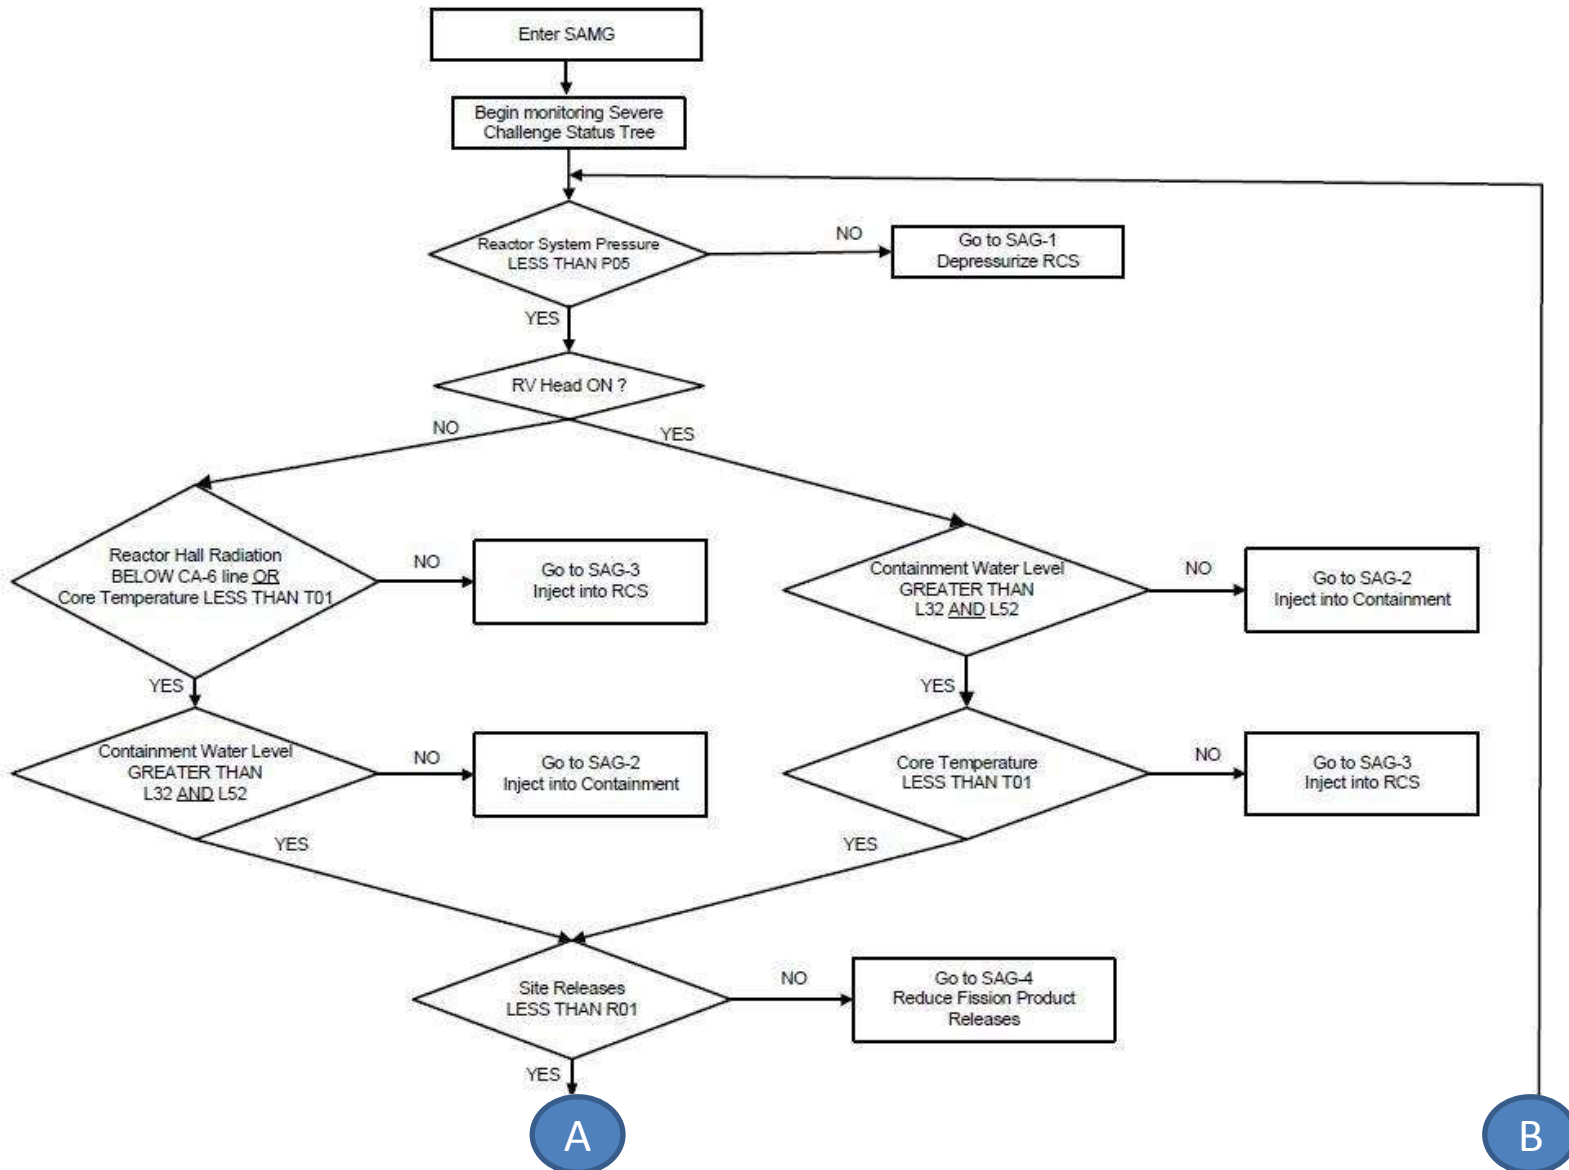 Enter SAMG
Begin monitoring Severe
Challenge Status Tree
Reactor System Pressure
LESS THAN P05
NO
Go to SAG-1
Depressurize RCS
YES
RV Head ON ?
NO
YES
Reactor Hall Radiation
BELOW CA-6 line OR
Core Temperature LESS THAN T01
NO
Go to SAG-3
Inject into RCS
Containment Water Level
GREATER THAN
L32 AND L52
NO
Go to SAG-2
Inject into Containment
YES
YES
Containment Water Level
GREATER THAN
L32 AND L52
NO
Go to SAG-2
Inject into Containment
Core Temperature
LESS THAN T01
NO
Go to SAG-3
Inject into RCS
YES
YES
Site Releases
LESS THAN R01
NO
Go to SAG-4
Reduce Fission Product
Releases
YES
A
B